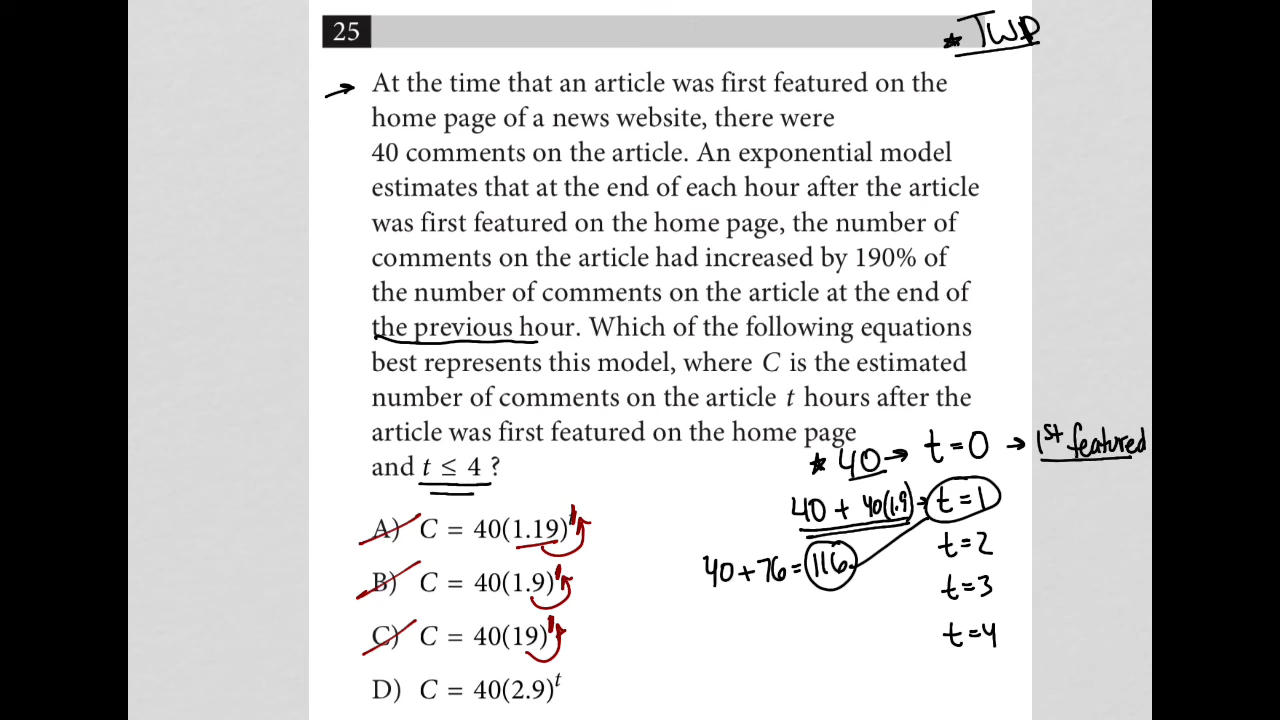 25
* TWP
→ At the time that an article was first featured on the
home page of a news website, there were
40 comments on the article. An exponential model
estimates that at the end of each hour after the article
was first featured on the home page, the number of
comments on the article had increased by 190% of
the number of comments on the article at the end of
the previous hour. Which of the following equations
best represents this model, where C is the estimated
number of comments on the article t hours after the
article was first featured on the home page
and t ≤ 4 ?
* 40 → t=0 → 1st featured
40 + 40(1.9) → t=1
40+76=116
t=2
t=3
t=4
A) C = 40(1.19)^t
B) C = 40(1.9)^t
C) C = 40(19)^t
D) C = 40(2.9)^t